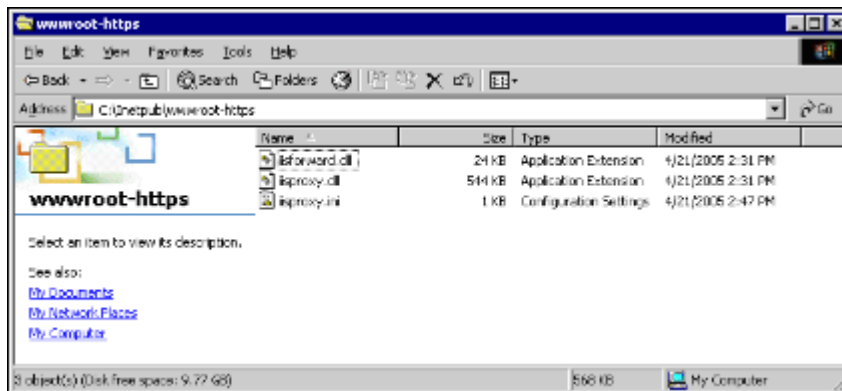 wwwroot-https
File Edit View Favorites Tools Help
Back Search Folders
Address C:\Inetpub\wwwroot-https Go
Name Size Type Modified
iisforward.dll 24 KB Application Extension 4/21/2005 2:31 PM
iisproxy.dll 544 KB Application Extension 4/21/2005 2:31 PM
iisproxy.ini 1 KB Configuration Settings 4/21/2005 2:47 PM
wwwroot-https
Select an item to view its description.
See also:
My Documents
My Network Places
My Computer
3 object(s) (Disk free space: 9.77 GB) 568 KB My Computer